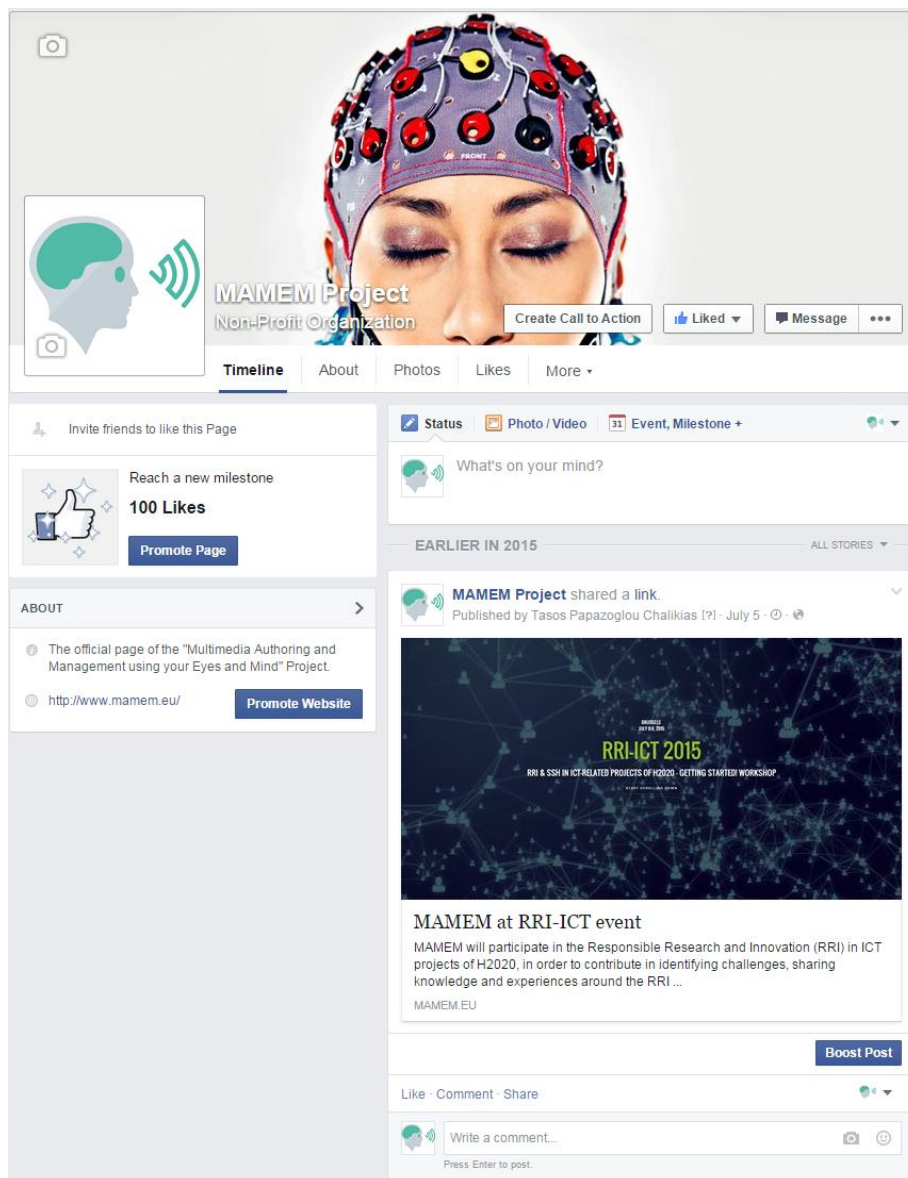 FRONT
MAMEM Project
Non-Profit Organization
Create Call to Action
Liked
Message
Timeline
About
Photos
Likes
More
Invite friends to like this Page
Reach a new milestone
100 Likes
Promote Page
ABOUT
The official page of the "Multimedia Authoring and
Management using your Eyes and Mind" Project.
http://www.mamem.eu/
Promote Website
Status
Photo / Video
31
Event, Milestone +
What's on your mind?
EARLIER IN 2015
ALL STORIES
MAMEM Project shared a link.
Published by Tasos Papazoglou Chalikias [?] · July 5 ·
BRUSSELS
RRI-ICT 2015
RRI & SSH IN ICT-RELATED PROJECTS OF H2020 - GETTING STARTED! WORKSHOP
START SCROLLING DOWN
MAMEM at RRI-ICT event
MAMEM will participate in the Responsible Research and Innovation (RRI) in ICT
projects of H2020, in order to contribute in identifying challenges, sharing
knowledge and experiences around the RRI ...
MAMEM.EU
Boost Post
Like · Comment · Share
Write a comment...
Press Enter to post.